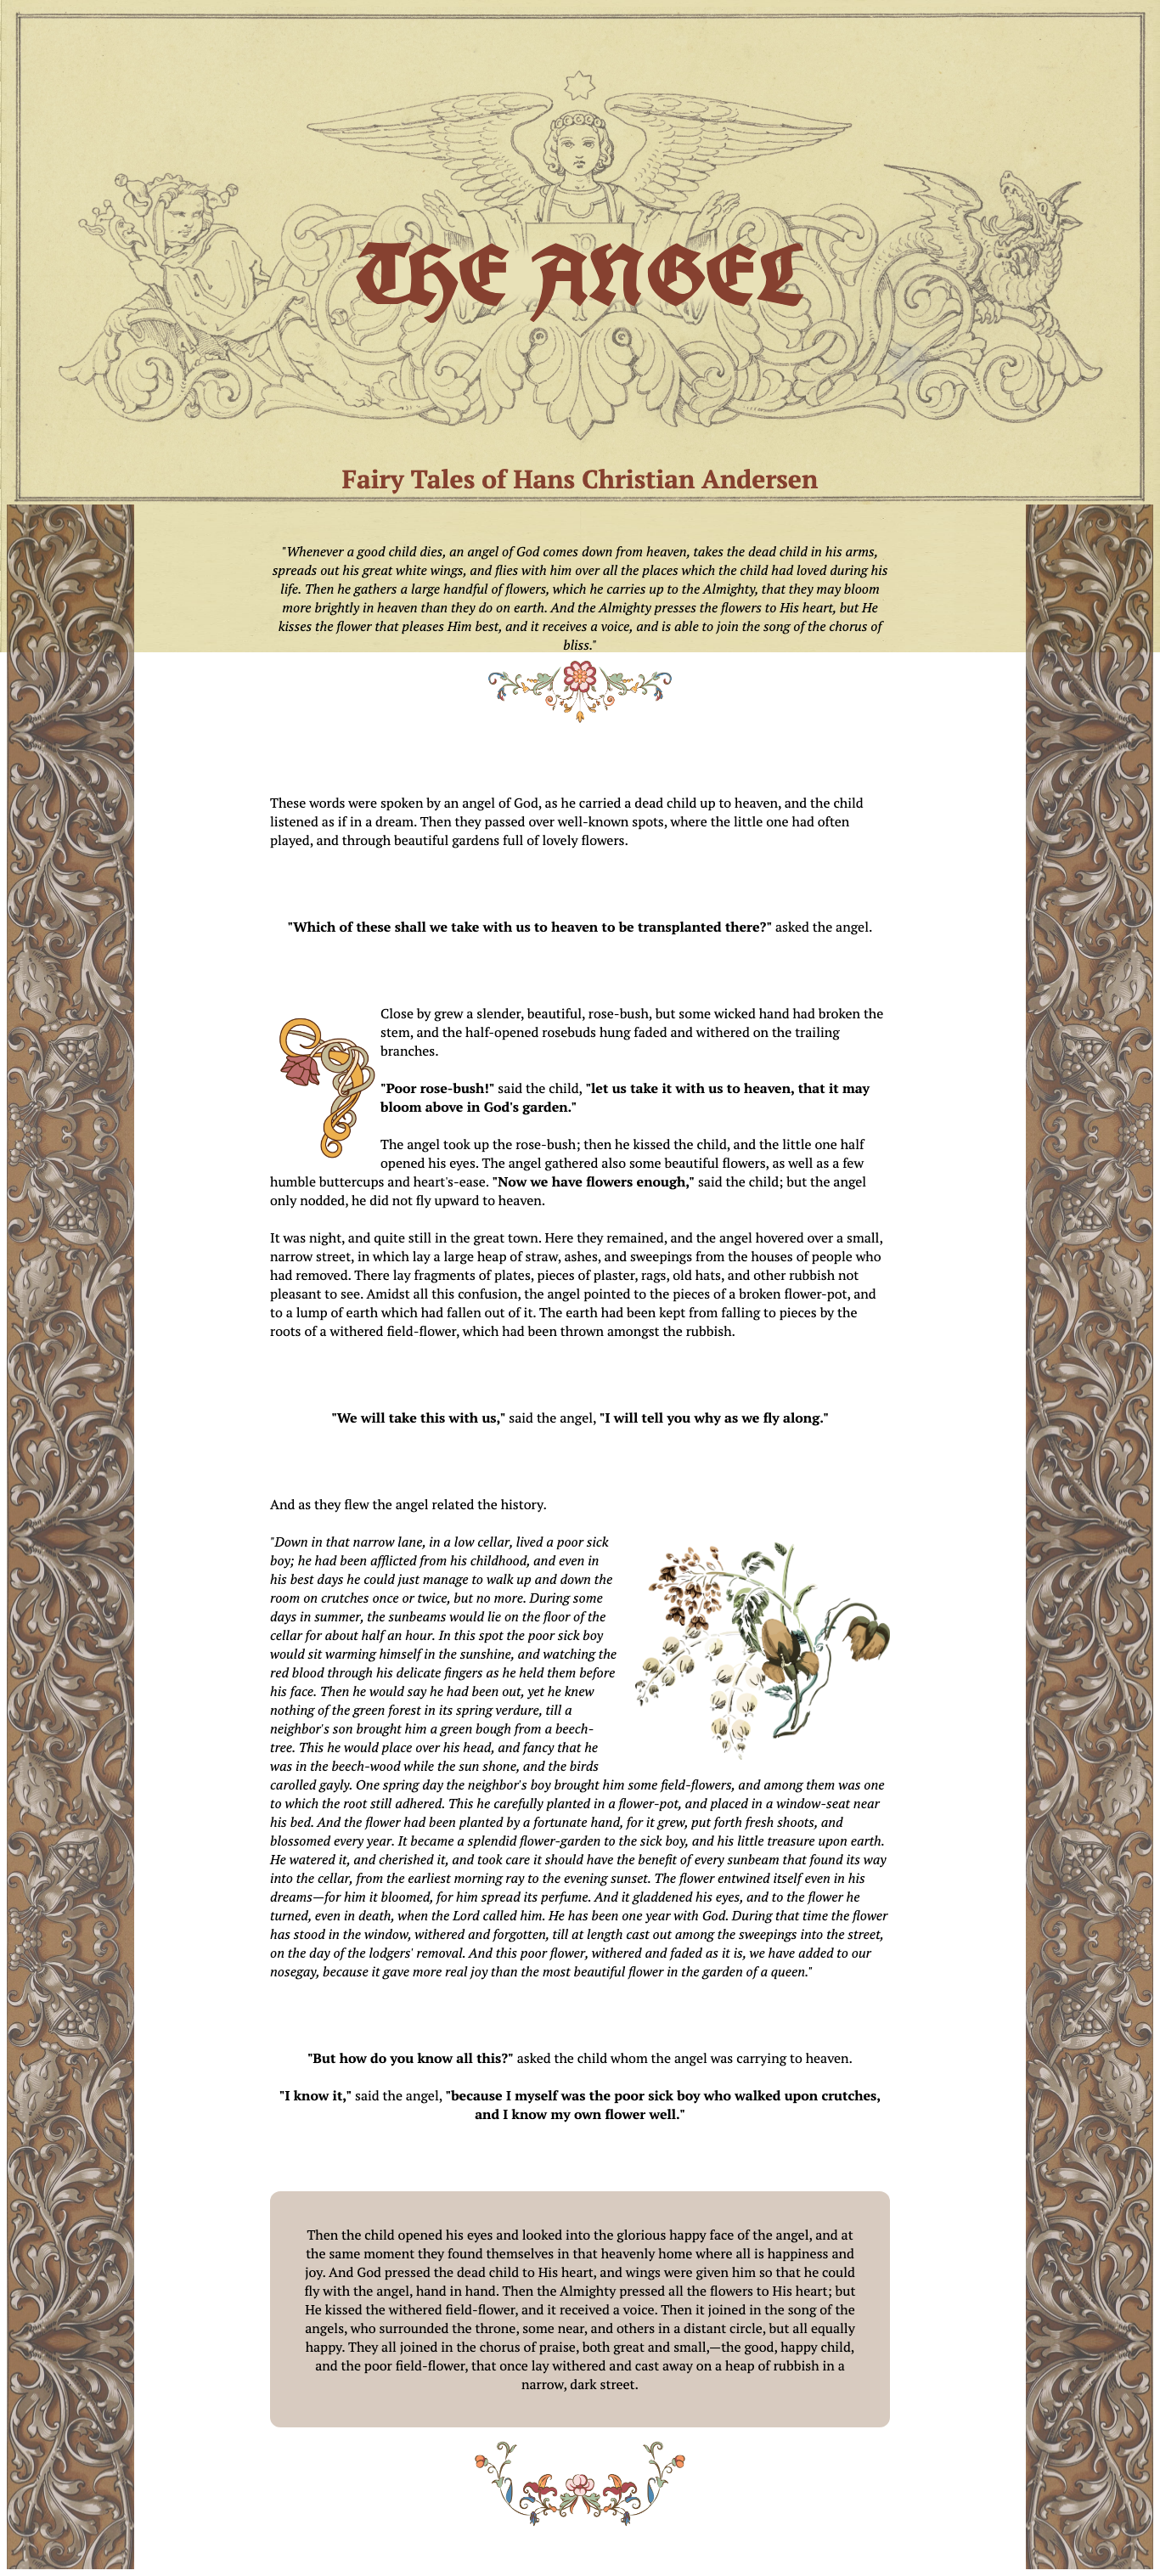 THE ANGEL
Fairy Tales of Hans Christian Andersen
"Whenever a good child dies, an angel of God comes down from heaven, takes the dead child in his arms,
spreads out his great white wings, and flies with him over all the places which the child had loved during his
life. Then he gathers a large handful of flowers, which he carries up to the Almighty, that they may bloom
more brightly in heaven than they do on earth. And the Almighty presses the flowers to His heart, but He
kisses the flower that pleases Him best, and it receives a voice, and is able to join the song of the chorus of
bliss."
These words were spoken by an angel of God, as he carried a dead child up to heaven, and the child
listened as if in a dream. Then they passed over well-known spots, where the little one had often
played, and through beautiful gardens full of lovely flowers.
"Which of these shall we take with us to heaven to be transplanted there?" asked the angel.
Close by grew a slender, beautiful, rose-bush, but some wicked hand had broken the
stem, and the half-opened rosebuds hung faded and withered on the trailing
branches.
"Poor rose-bush!" said the child, "let us take it with us to heaven, that it may
bloom above in God's garden."
The angel took up the rose-bush; then he kissed the child, and the little one half
opened his eyes. The angel gathered also some beautiful flowers, as well as a few
humble buttercups and heart's-ease. "Now we have flowers enough," said the child; but the angel
only nodded, he did not fly upward to heaven.
It was night, and quite still in the great town. Here they remained, and the angel hovered over a small,
narrow street, in which lay a large heap of straw, ashes, and sweepings from the houses of people who
had removed. There lay fragments of plates, pieces of plaster, rags, old hats, and other rubbish not
pleasant to see. Amidst all this confusion, the angel pointed to the pieces of a broken flower-pot, and
to a lump of earth which had fallen out of it. The earth had been kept from falling to pieces by the
roots of a withered field-flower, which had been thrown amongst the rubbish.
"We will take this with us," said the angel, "I will tell you why as we fly along."
And as they flew the angel related the history.
"Down in that narrow lane, in a low cellar, lived a poor sick
boy; he had been afflicted from his childhood, and even in
his best days he could just manage to walk up and down the
room on crutches once or twice, but no more. During some
days in summer, the sunbeams would lie on the floor of the
cellar for about half an hour. In this spot the poor sick boy
would sit warming himself in the sunshine, and watching the
red blood through his delicate fingers as he held them before
his face. Then he would say he had been out, yet he knew
nothing of the green forest in its spring verdure, till a
neighbor's son brought him a green bough from a beech-
tree. This he would place over his head, and fancy that he
was in the beech-wood while the sun shone, and the birds
carolled gayly. One spring day the neighbor's boy brought him some field-flowers, and among them was one
to which the root still adhered. This he carefully planted in a flower-pot, and placed in a window-seat near
his bed. And the flower had been planted by a fortunate hand, for it grew, put forth fresh shoots, and
blossomed every year. It became a splendid flower-garden to the sick boy, and his little treasure upon earth.
He watered it, and cherished it, and took care it should have the benefit of every sunbeam that found its way
into the cellar, from the earliest morning ray to the evening sunset. The flower entwined itself even in his
dreams—for him it bloomed, for him spread its perfume. And it gladdened his eyes, and to the flower he
turned, even in death, when the Lord called him. He has been one year with God. During that time the flower
has stood in the window, withered and forgotten, till at length cast out among the sweepings into the street,
on the day of the lodgers' removal. And this poor flower, withered and faded as it is, we have added to our
nosegay, because it gave more real joy than the most beautiful flower in the garden of a queen."
"But how do you know all this?" asked the child whom the angel was carrying to heaven.
"I know it," said the angel, "because I myself was the poor sick boy who walked upon crutches,
and I know my own flower well."
Then the child opened his eyes and looked into the glorious happy face of the angel, and at
the same moment they found themselves in that heavenly home where all is happiness and
joy. And God pressed the dead child to His heart, and wings were given him so that he could
fly with the angel, hand in hand. Then the Almighty pressed all the flowers to His heart; but
He kissed the withered field-flower, and it received a voice. Then it joined in the song of the
angels, who surrounded the throne, some near, and others in a distant circle, but all equally
happy. They all joined in the chorus of praise, both great and small,—the good, happy child,
and the poor field-flower, that once lay withered and cast away on a heap of rubbish in a
narrow, dark street.